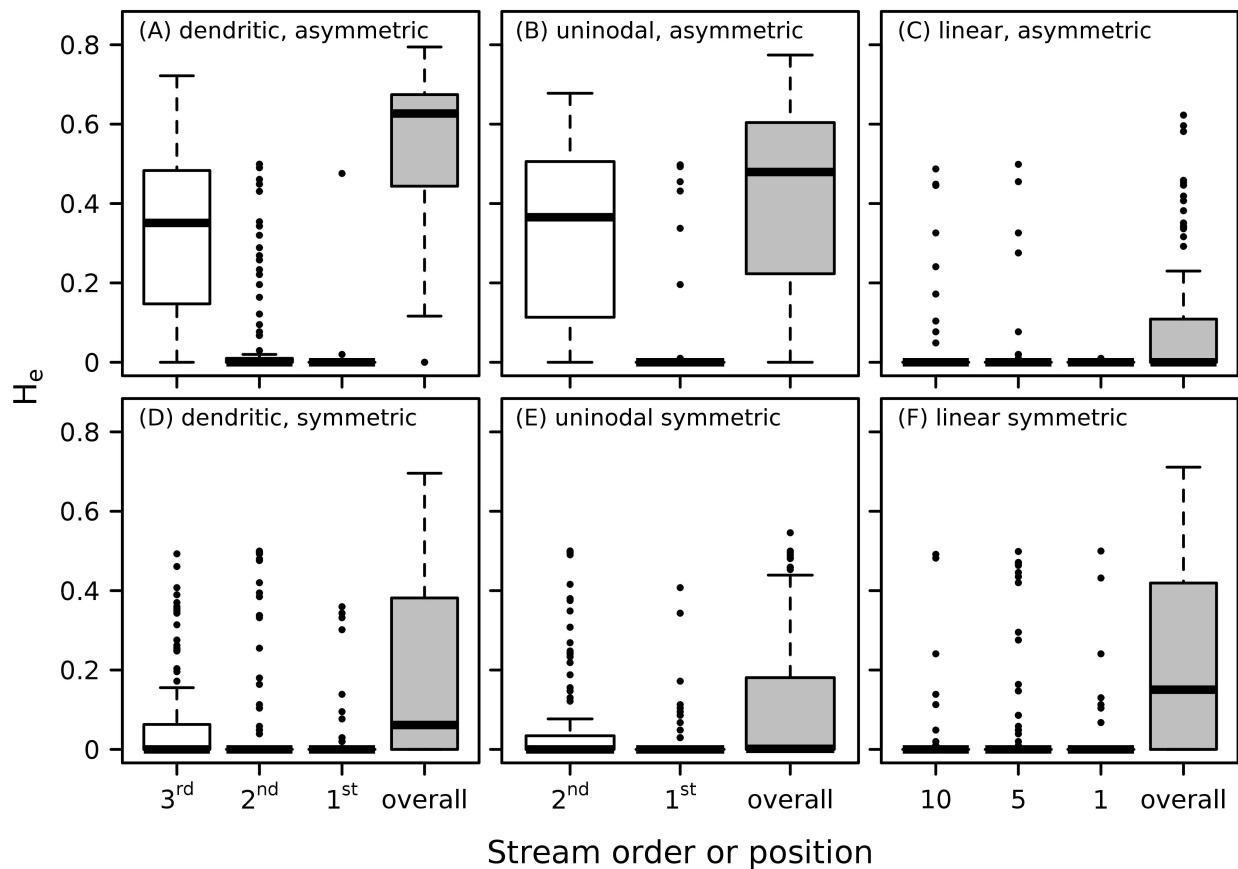 (A) dendritic, asymmetric
(B) uninodal, asymmetric
(C) linear, asymmetric
0.8
0.6
0.4
0.2
0
He
(D) dendritic, symmetric
(E) uninodal symmetric
(F) linear symmetric
0.8
0.6
0.4
0.2
0
3rd 2nd 1st overall
2nd 1st overall
10 5 1 overall
Stream order or position